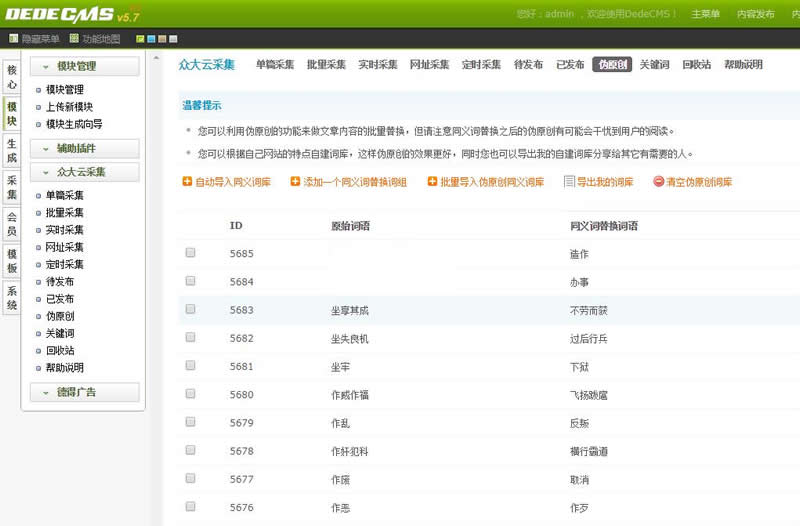 DEDECMS v5.7
您好：admin ，欢迎使用DedeCMS！ 主菜单 内容发布 内
隐藏菜单 功能地图
核心
模块
生成
采集
会员
模板
系统
模块管理
模块管理
上传新模块
模块生成向导
辅助插件
众大云采集
单篇采集
批量采集
实时采集
网址采集
定时采集
待发布
已发布
伪原创
关键词
回收站
帮助说明
德得广告
众大云采集 单篇采集 批量采集 实时采集 网址采集 定时采集 待发布 已发布 伪原创 关键词 回收站 帮助说明
温馨提示
您可以利用伪原创的功能来做文章内容的批量替换，但请注意同义词替换之后的伪原创有可能会干扰到用户的阅读。
您可以根据自己网站的特点自建词库，这样伪原创的效果更好，同时您也可以导出我的自建词库分享给其它有需要的人。
自动导入同义词库 添加一个同义词替换词组 批量导入伪原创同义词库 导出我的词库 清空伪原创词库
ID 原始词语 同义词替换词语
5685 造作
5684 办事
5683 坐享其成 不劳而获
5682 坐失良机 过后行兵
5681 坐牢 下狱
5680 作威作福 飞扬跋扈
5679 作乱 反叛
5678 作奸犯科 横行霸道
5677 作废 取消
5676 作恶 作歹